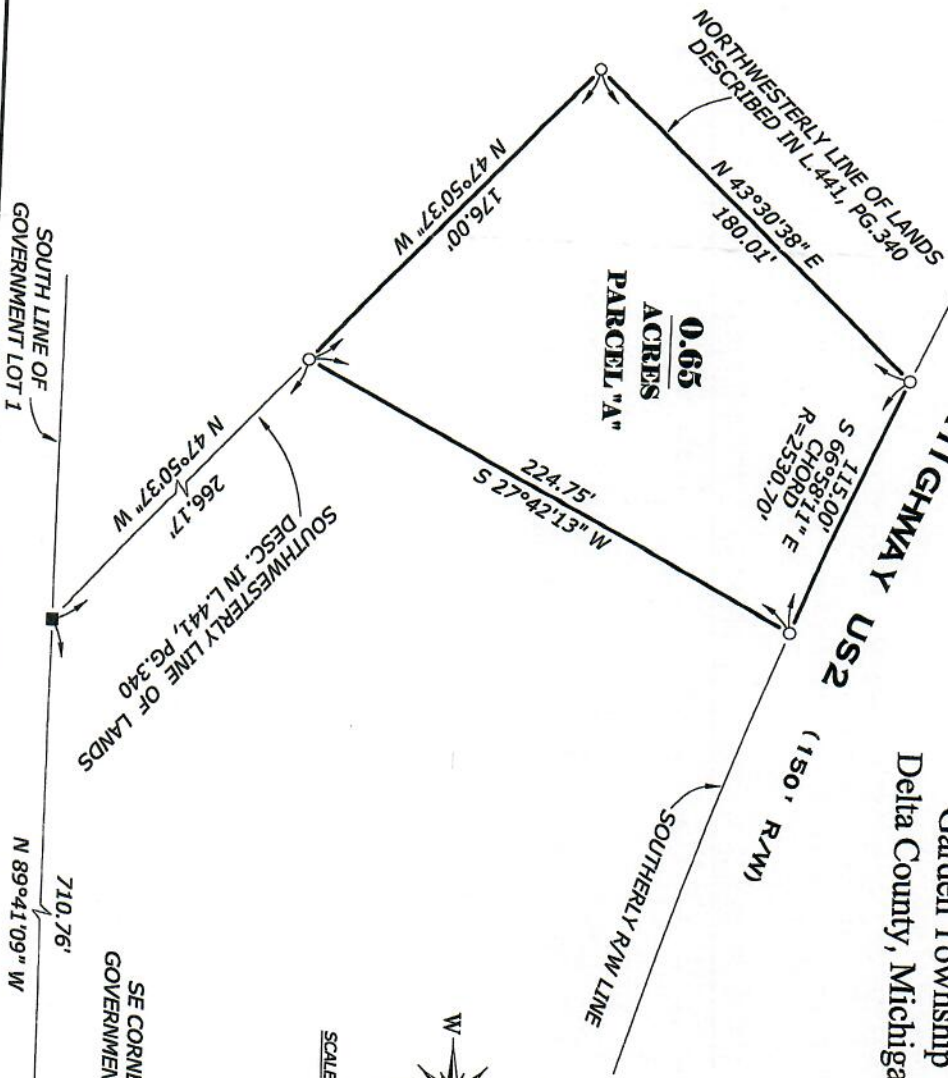 HIGHWAY US2 (150' R/W)
Township
Delta County,
NORTHWESTERLY LINE OF LANDS
DESCRIBED IN L.441, PG.340
N 43°30'38" E
180.01'
115.00'
S 66°58'11" E
CHORD
R=2530.70'
0.65
ACRES
PARCEL "A"
N 47°50'37" W
176.00'
224.75'
S 27°42'13" W
SOUTHERLY R/W LINE
SOUTH LINE OF
GOVERNMENT LOT 1
N 47°50'37" W
266.17'
SOUTHWESTERLY LINE OF LANDS
DESC. IN L.441, PG.340
710.76'
N 89°41'09" W
SE
W
SCALE